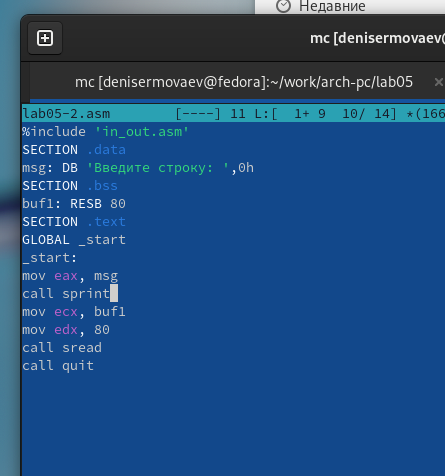 Недавние
mc [denisermovaev@
mc [denisermovaev@fedora]:~/work/arch-pc/lab05
lab05-2.asm [----] 11 L:[ 1+ 9 10/ 14] *(166
%include 'in_out.asm'
SECTION .data
msg: DB 'Введите строку: ',0h
SECTION .bss
buf1: RESB 80
SECTION .text
GLOBAL _start
_start:
mov eax, msg
call sprint
mov ecx, buf1
mov edx, 80
call sread
call quit